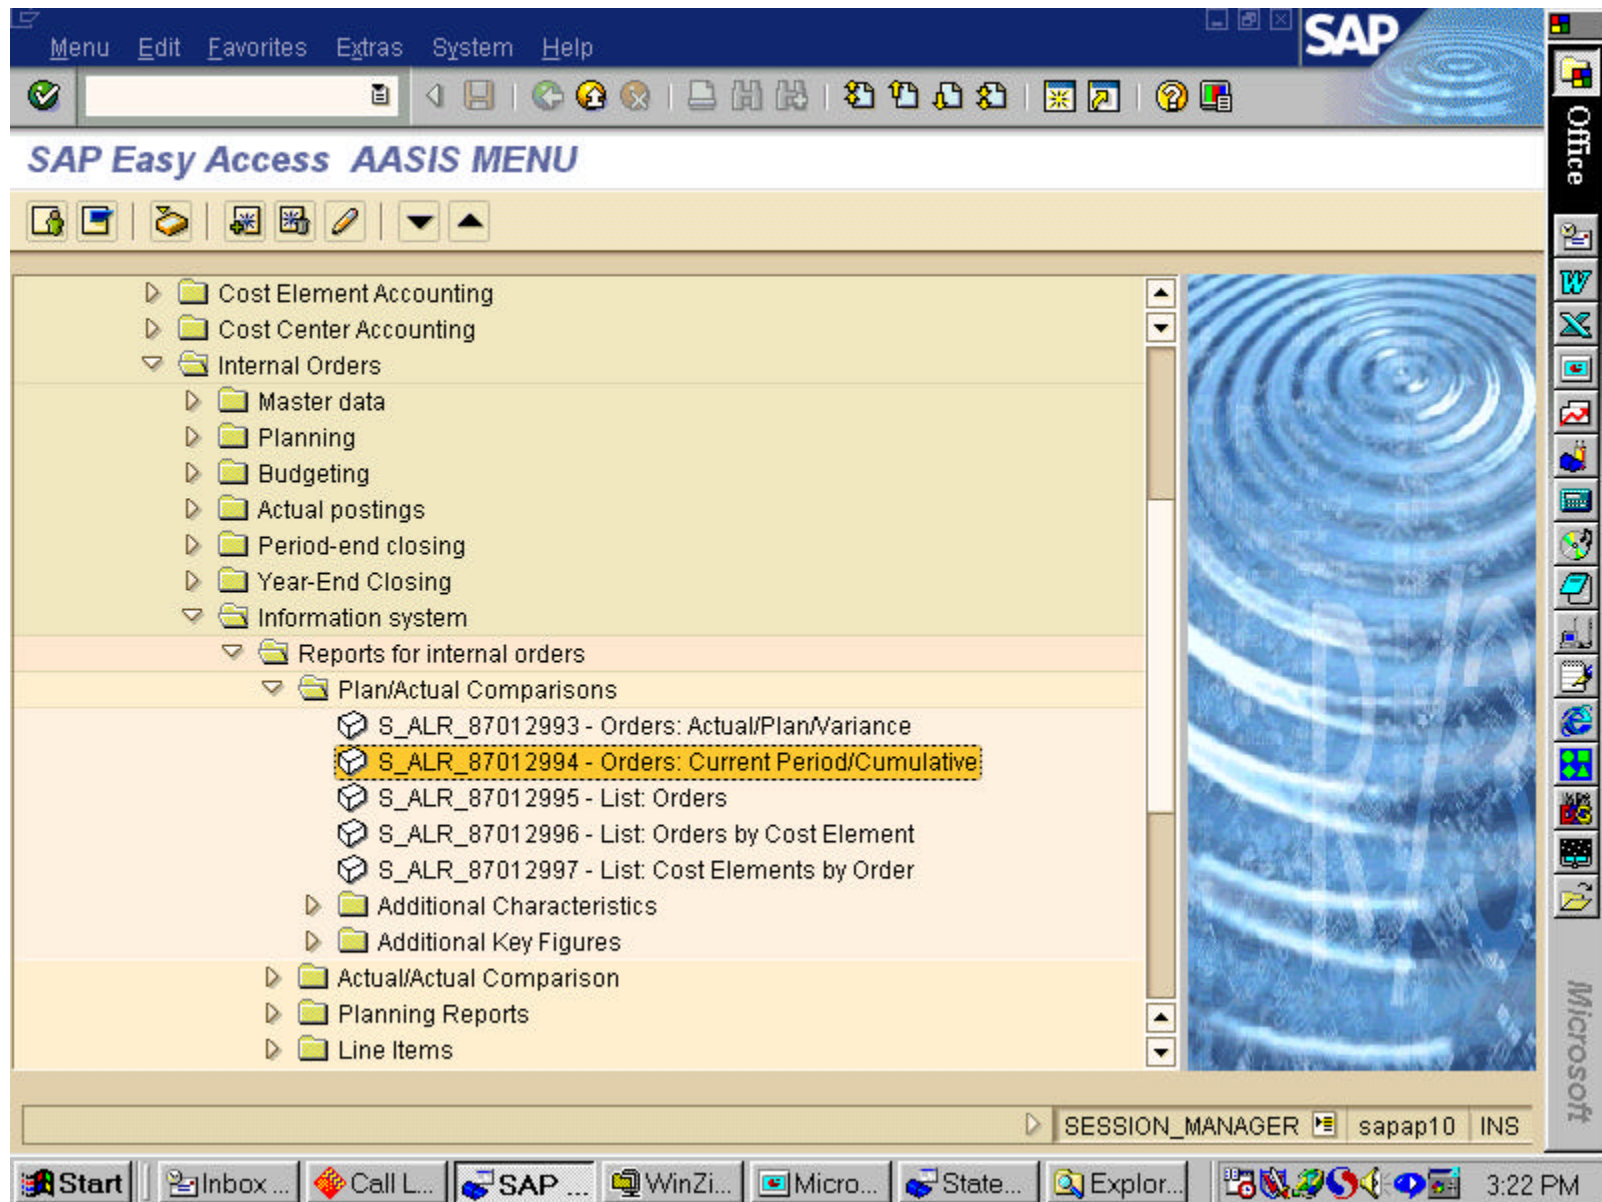 SAP
Menu Edit Favorites Extras System Help
SAP Easy Access AASIS MENU
Cost Element Accounting
Cost Center Accounting
Internal Orders
Master data
Planning
Budgeting
Actual postings
Period-end closing
Year-End Closing
Information system
Reports for internal orders
Plan/Actual Comparisons
S_ALR_87012993 - Orders: Actual/Plan/Variance
S_ALR_87012994 - Orders: Current Period/Cumulative
S_ALR_87012995 - List: Orders
S_ALR_87012996 - List: Orders by Cost Element
S_ALR_87012997 - List: Cost Elements by Order
Additional Characteristics
Additional Key Figures
Actual/Actual Comparison
Planning Reports
Line Items
SESSION_MANAGER sapap10 INS
Start Inbox ... Call L... SAP ... WinZi... Micro... State... Explor... 3:22 PM
Office
Microsoft